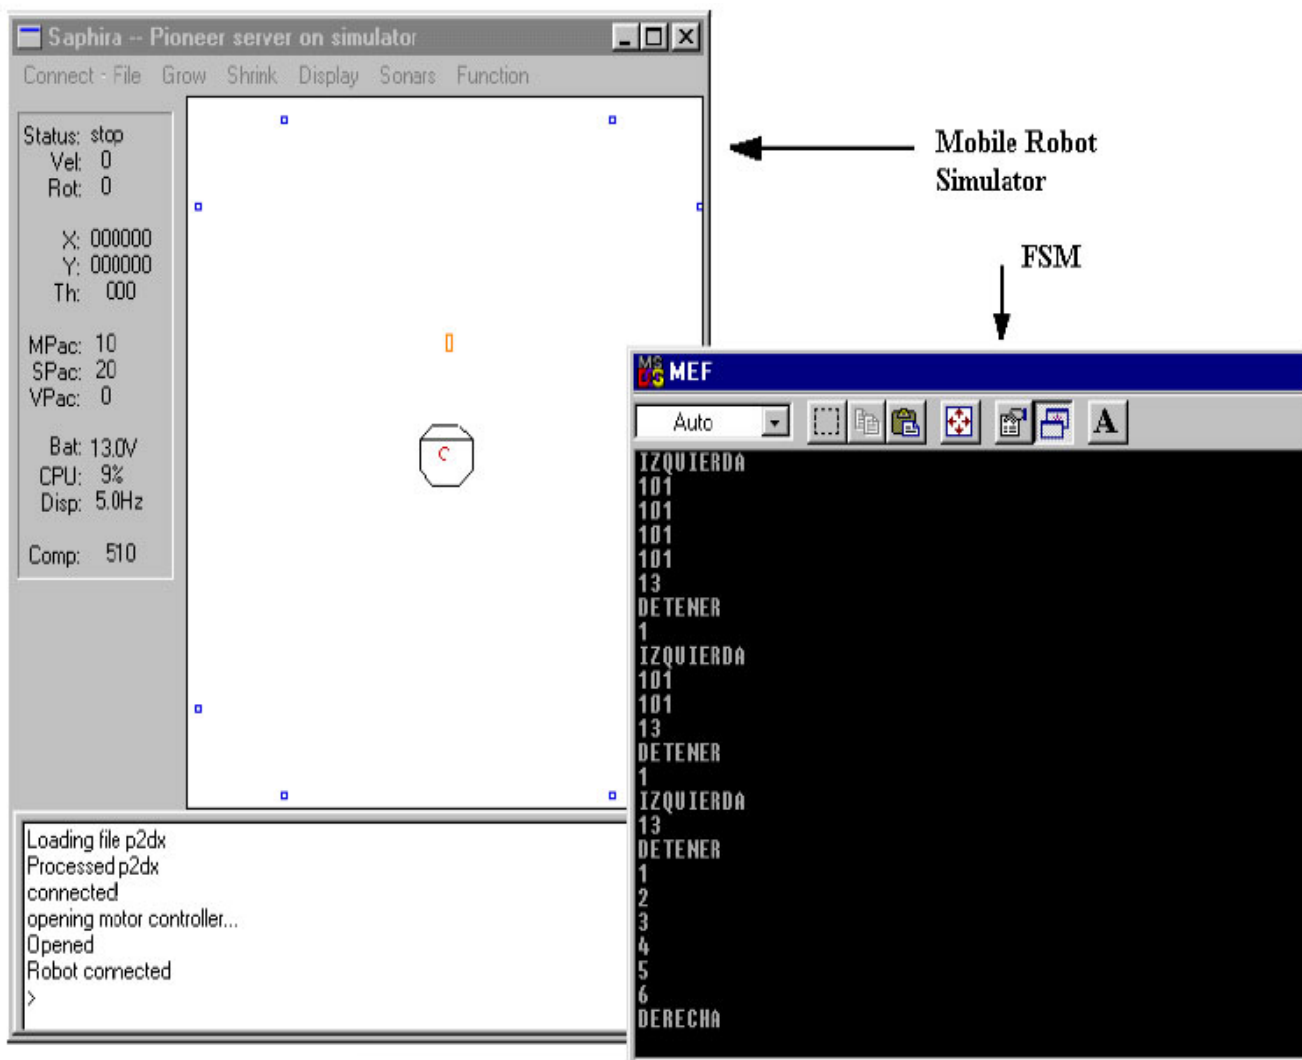 Saphira -- Pioneer server on simulator
Connect - File Grow Shrink Display Sonars Function
Status: stop
Vel: 0
Rot: 0
X: 000000
Y: 000000
Th: 000
MPac: 10
SPac: 20
VPac: 0
Bat: 13.0V
CPU: 9%
Disp: 5.0Hz
Comp: 510
C
Loading file p2dx
Processed p2dx
connected!
opening motor controller...
Opened
Robot connected
>
Mobile Robot
Simulator
FSM
MEF
Auto
A
IZQUIERDA
101
101
101
101
13
DETENER
1
IZQUIERDA
101
101
13
DETENER
1
IZQUIERDA
13
DETENER
1
2
3
4
5
6
DERECHA